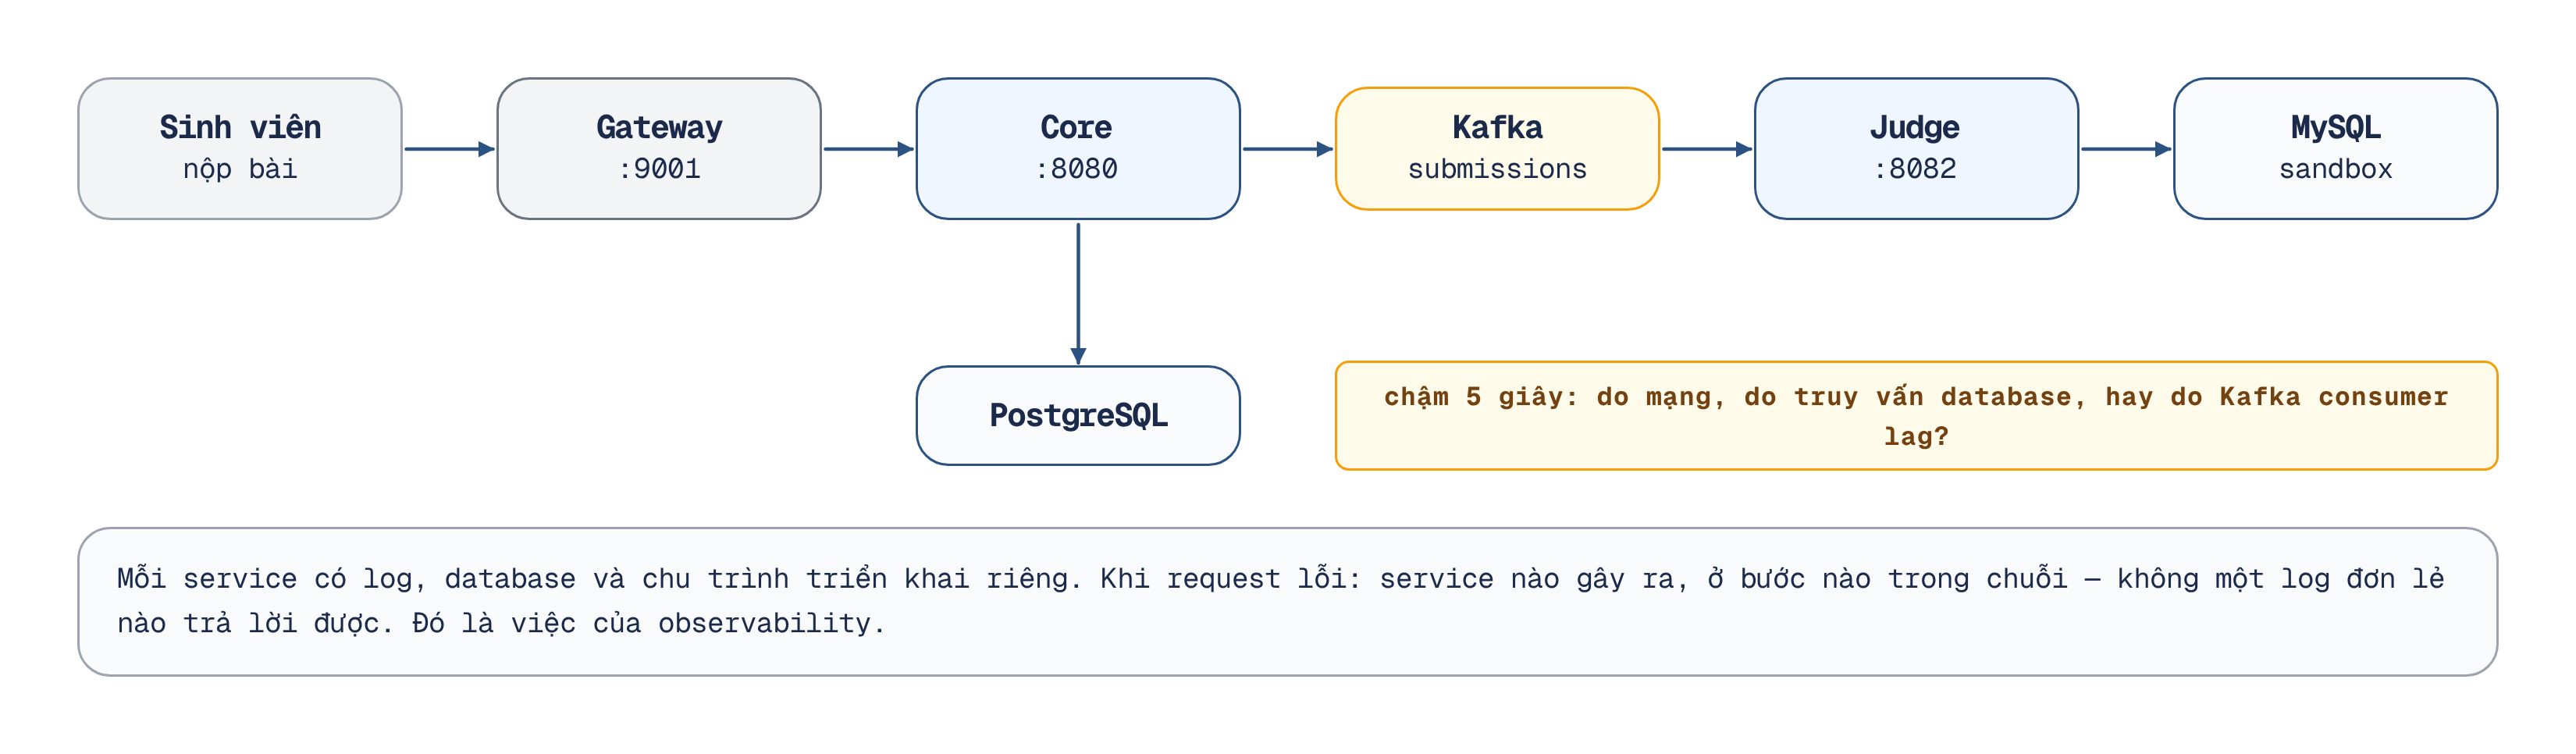 Sinh viên
nộp bài
Gateway
:9001
Core
:8080
Kafka
submissions
Judge
:8082
MySQL
sandbox
PostgreSQL
chậm 5 giây: do mạng, do truy vấn database, hay do Kafka consumer
lag?
Mỗi service có log, database và chu trình triển khai riêng. Khi request lỗi: service nào gây ra, ở bước nào trong chuỗi — không một log đơn lẻ
nào trả lời được. Đó là việc của observability.